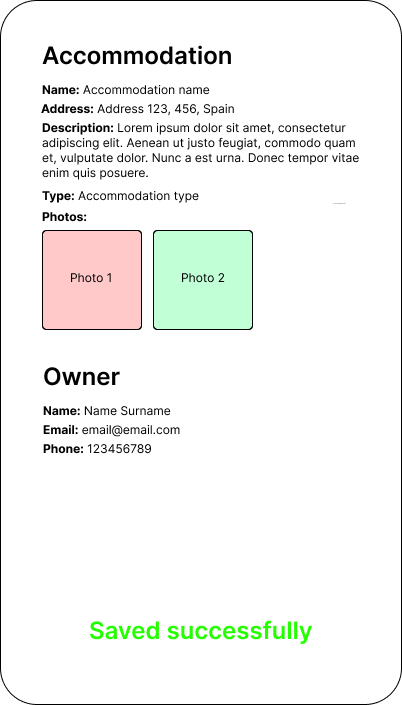 Accommodation
Name: Accommodation name
Address: Address 123, 456, Spain
Description: Lorem ipsum dolor sit amet, consectetur
adipiscing elit. Aenean ut justo feugiat, commodo quam
et, vulputate dolor. Nunc a est urna. Donec tempor vitae
enim quis posuere.
Type: Accommodation type
Photos:
Photo 1
Photo 2
Owner
Name: Name Surname
Email: email@email.com
Phone: 123456789
Saved successfully